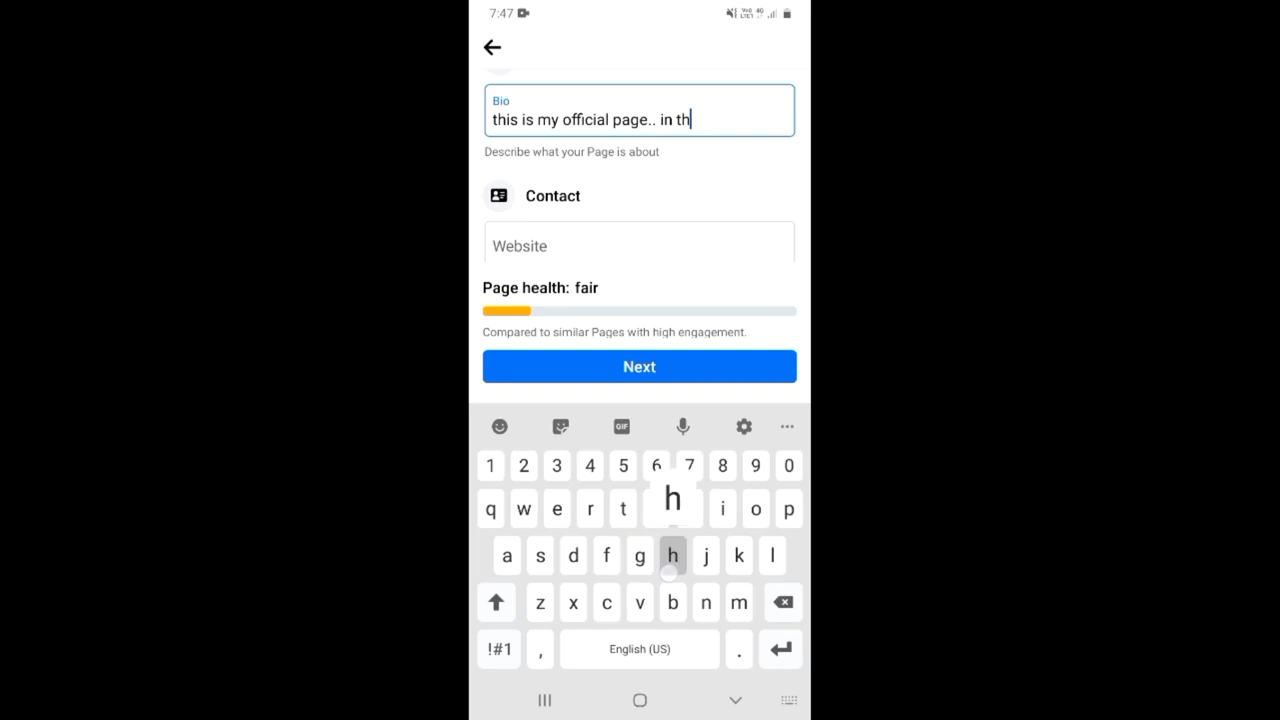 7:47
Bio
this is my official page.. in th
Describe what your Page is about
Contact
Website
Page health: fair
Compared to similar Pages with high engagement.
Next
GIF
1 2 3 4 5 6 7 8 9 0
h
q w e r t i o p
a s d f g h j k l
z x c v b n m
!#1 , English (US) .